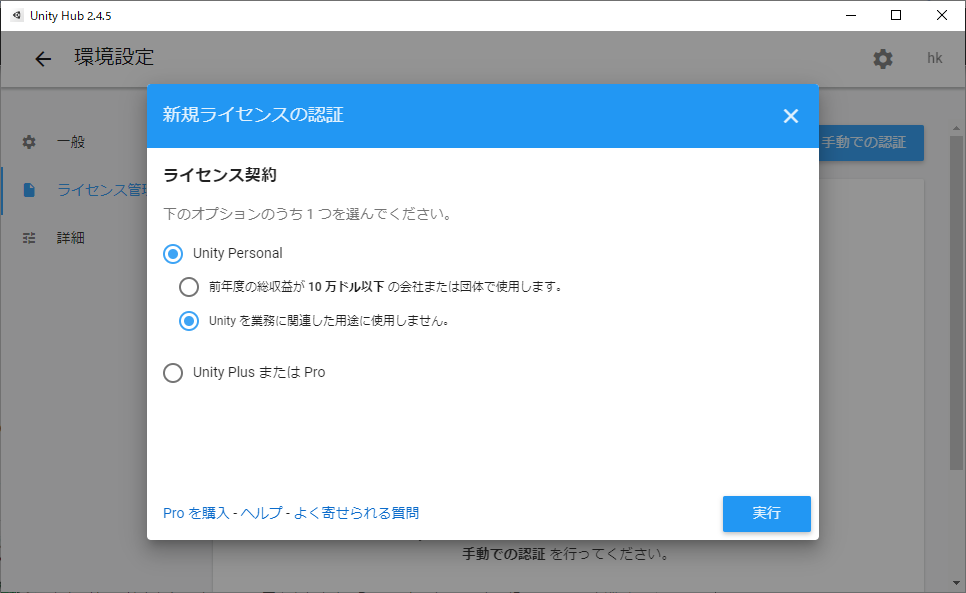 Unity Hub 2.4.5
環境設定
hk
新規ライセンスの認証
一般
手動での認証
ライセンス契約
ライセンス管理
下のオプションのうち 1 つを選んでください。
詳細
Unity Personal
前年度の総収益が 10 万ドル以下 の会社または団体で使用します。
Unity を業務に関連した用途に使用しません。
Unity Plus または Pro
Pro を購入 - ヘルプ - よく寄せられる質問
実行
手動での認証 を行ってください。